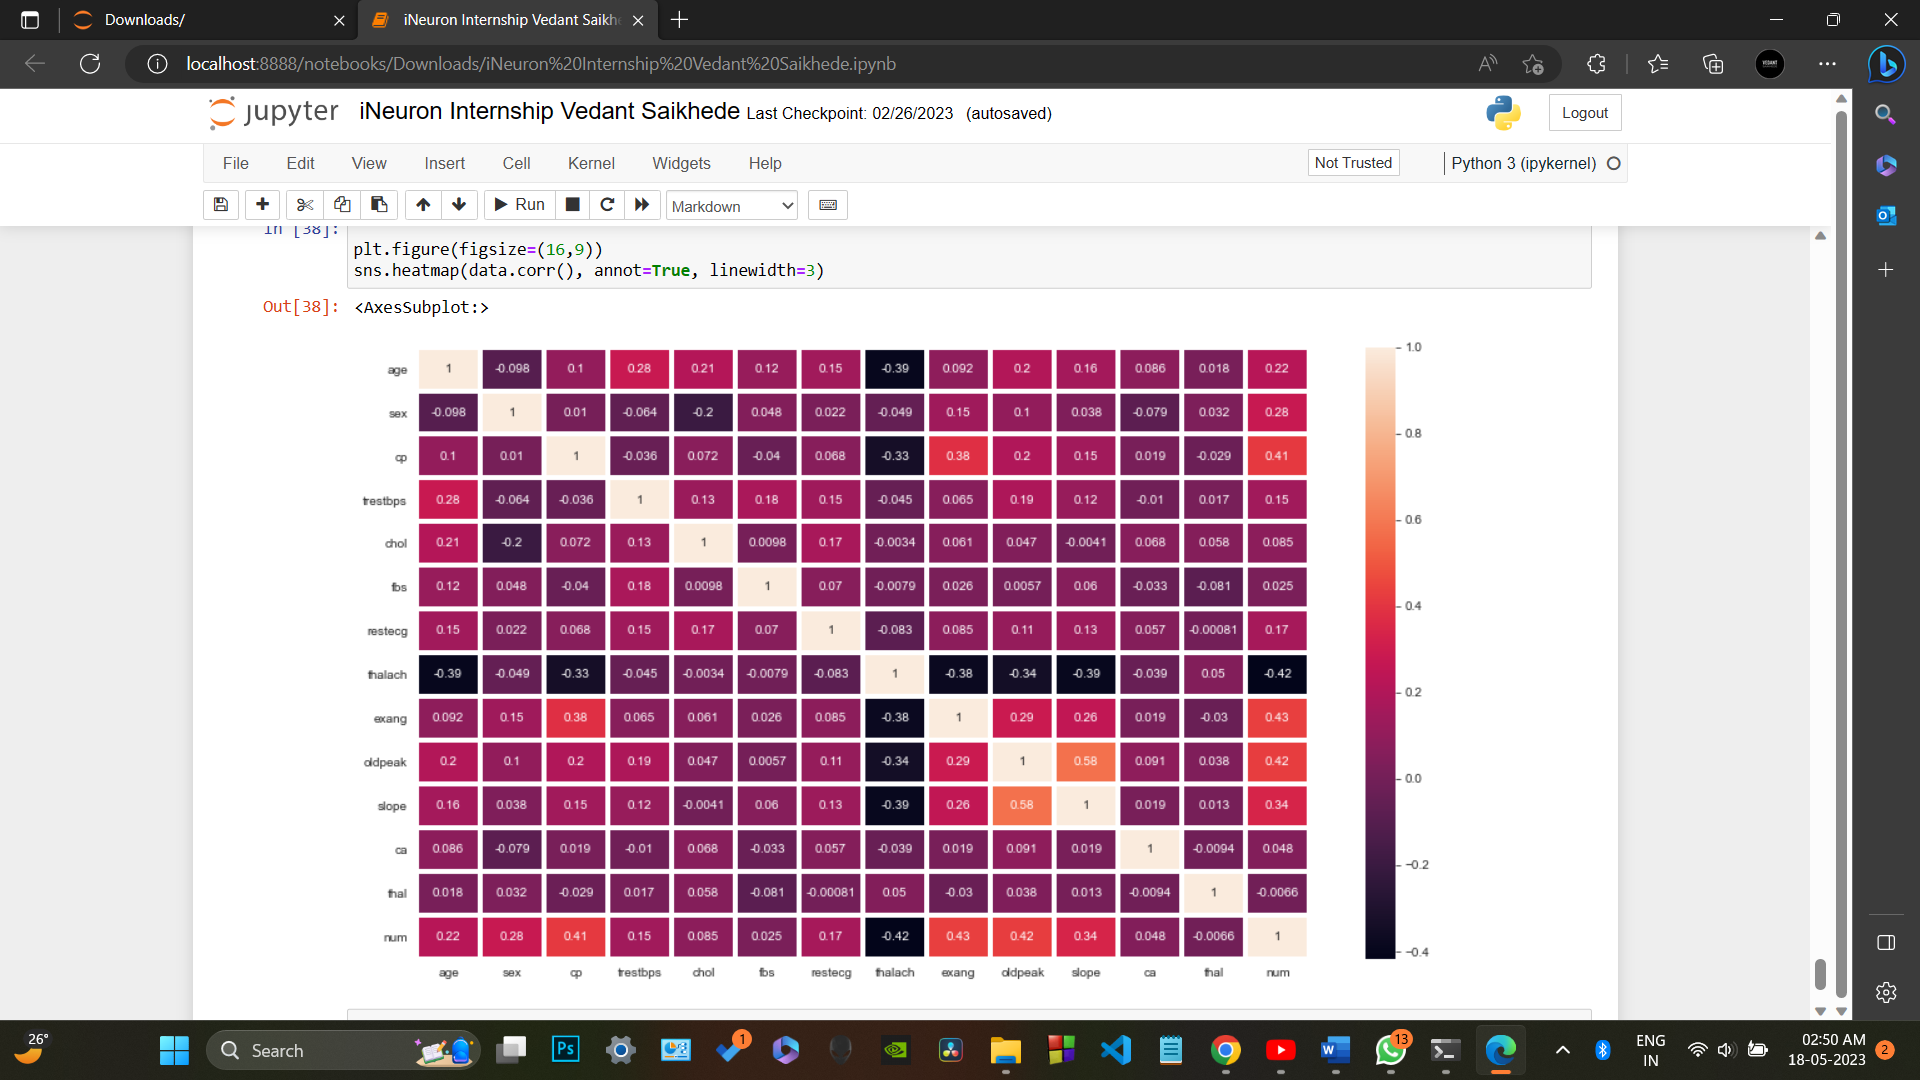 Downloads/
iNeuron Internship Vedant Saikh
localhost:8888/notebooks/Downloads/iNeuron%20Internship%20Vedant%20Saikhede.ipynb
jupyter iNeuron Internship Vedant Saikhede Last Checkpoint: 02/26/2023 (autosaved)
Logout
File Edit View Insert Cell Kernel Widgets Help
Not Trusted Python 3 (ipykernel)
Run Markdown
In [38]:
plt.figure(figsize=(16,9))
sns.heatmap(data.corr(), annot=True, linewidth=3)
Out[38]: <AxesSubplot:>
age 1 -0.098 0.1 0.28 0.21 0.12 0.15 -0.39 0.092 0.2 0.16 0.086 0.018 0.22
sex -0.098 1 0.01 -0.064 -0.2 0.048 0.022 -0.049 0.15 0.1 0.038 -0.079 0.032 0.28
cp 0.1 0.01 1 -0.036 0.072 -0.04 0.068 -0.33 0.38 0.2 0.15 0.019 -0.029 0.41
trestbps 0.28 -0.064 -0.036 1 0.13 0.18 0.15 -0.045 0.065 0.19 0.12 -0.01 0.017 0.15
chol 0.21 -0.2 0.072 0.13 1 0.0098 0.17 -0.0034 0.061 0.047 -0.0041 0.068 0.058 0.085
fbs 0.12 0.048 -0.04 0.18 0.0098 1 0.07 -0.0079 0.026 0.0057 0.06 -0.033 -0.081 0.025
restecg 0.15 0.022 0.068 0.15 0.17 0.07 1 -0.083 0.085 0.11 0.13 0.057 -0.00081 0.17
thalach -0.39 -0.049 -0.33 -0.045 -0.0034 -0.0079 -0.083 1 -0.38 -0.34 -0.39 -0.039 0.05 -0.42
exang 0.092 0.15 0.38 0.065 0.061 0.026 0.085 -0.38 1 0.29 0.26 0.019 -0.03 0.43
oldpeak 0.2 0.1 0.2 0.19 0.047 0.0057 0.11 -0.34 0.29 1 0.58 0.091 0.038 0.42
slope 0.16 0.038 0.15 0.12 -0.0041 0.06 0.13 -0.39 0.26 0.58 1 0.019 0.013 0.34
ca 0.086 -0.079 0.019 -0.01 0.068 -0.033 0.057 -0.039 0.019 0.091 0.019 1 -0.0094 0.048
thal 0.018 0.032 -0.029 0.017 0.058 -0.081 -0.00081 0.05 -0.03 0.038 0.013 -0.0094 1 -0.0066
num 0.22 0.28 0.41 0.15 0.085 0.025 0.17 -0.42 0.43 0.42 0.34 0.048 -0.0066 1
age sex cp trestbps chol fbs restecg thalach exang oldpeak slope ca thal num
1.0
0.8
0.6
0.4
0.2
0.0
-0.2
-0.4
26°
Search
Ps
1
13
ENG
IN
02:50 AM
18-05-2023
2